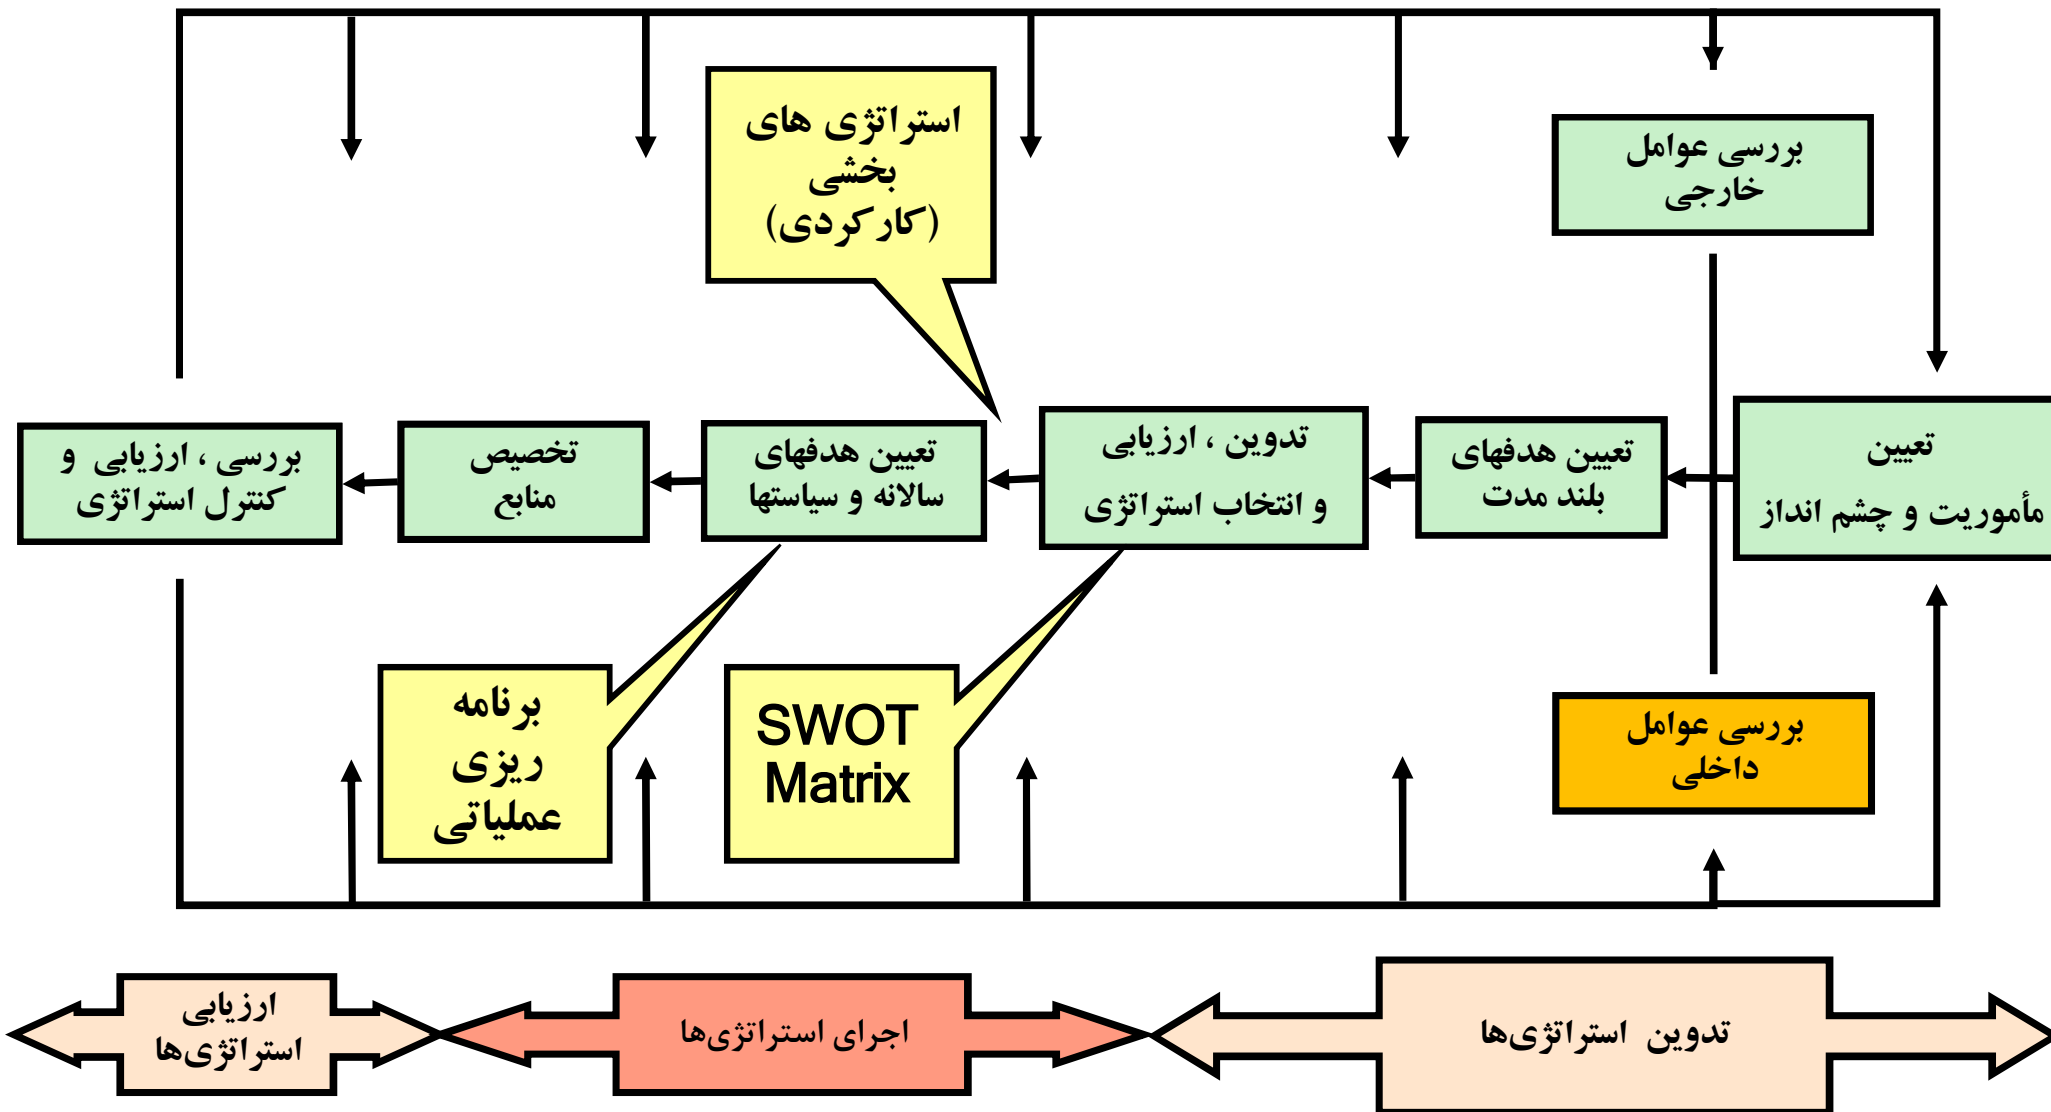 استراتژی های
بخشی
(کارکردی)
بررسی عوامل
خارجی
تعیین
مأموریت و چشم انداز
تعیین هدفهای
بلند مدت
تدوین ، ارزیابی
و انتخاب استراتژی
تعیین هدفهای
سالانه و سیاستها
تخصیص
منابع
بررسی ، ارزیابی و
کنترل استراتژی
بررسی عوامل
داخلی
SWOT
Matrix
برنامه
ریزی
عملیاتی
تدوین استراتژی‌ها
اجرای استراتژی‌ها
ارزیابی
استراتژی‌ها